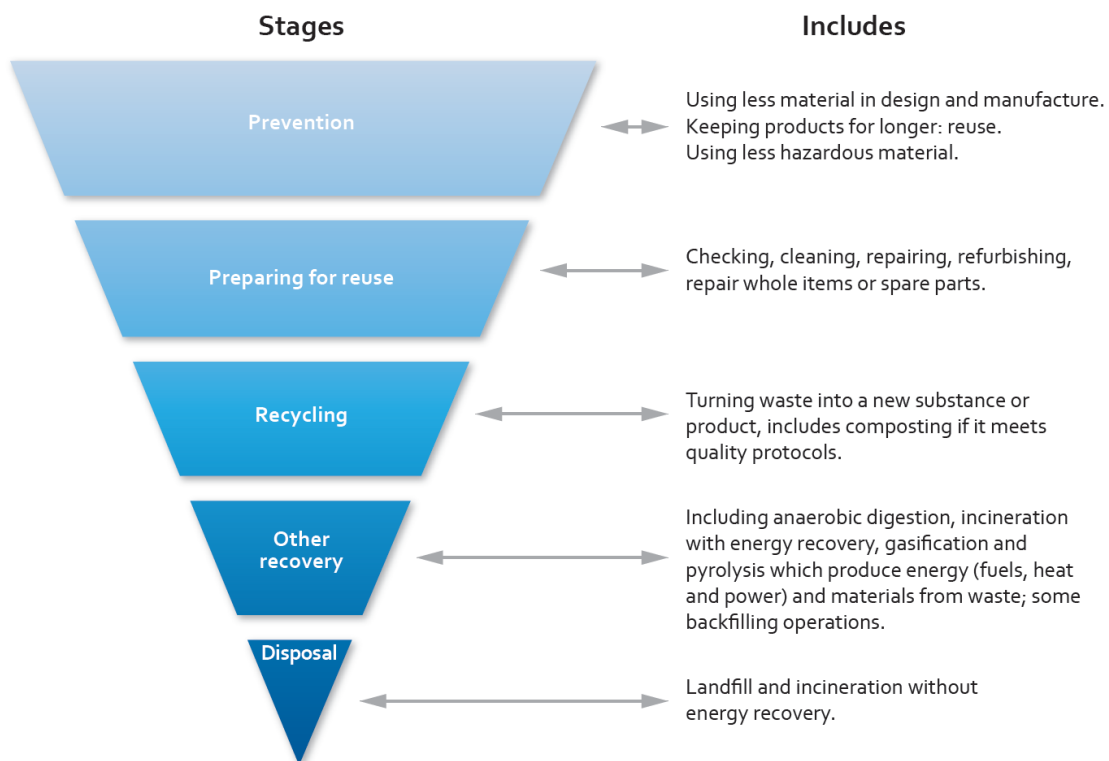 Stages
Includes
Prevention
Using less material in design and manufacture.
Keeping products for longer: reuse.
Using less hazardous material.
Preparing for reuse
Checking, cleaning, repairing, refurbishing,
repair whole items or spare parts.
Recycling
Turning waste into a new substance or
product, includes composting if it meets
quality protocols.
Other
recovery
Including anaerobic digestion, incineration
with energy recovery, gasification and
pyrolysis which produce energy (fuels, heat
and power) and materials from waste; some
backfilling operations.
Disposal
Landfill and incineration without
energy recovery.